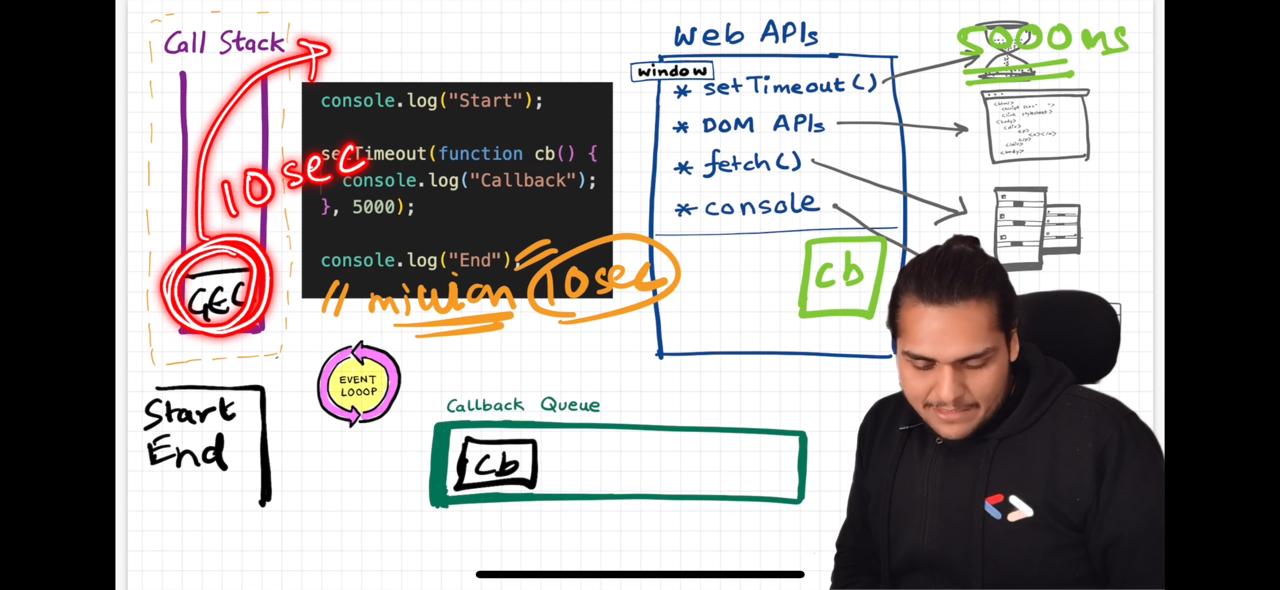 Call Stack
10sec
GEC
console.log("Start");
setTimeout(function cb() {
console.log("Callback");
}, 5000);
console.log("End");
// million 10sec
Web APIs
window
* setTimeout()
* DOM APIs
* fetch()
* console
5000ms
cb
EVENT
LOOOP
Start
End
Callback Queue
cb